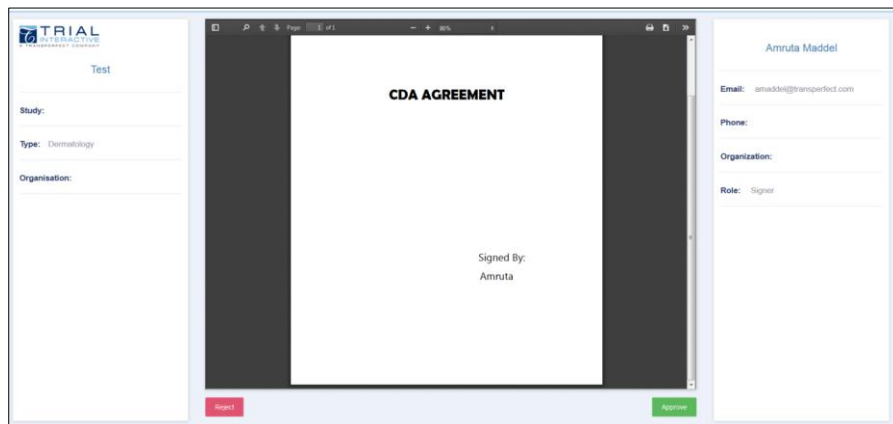 TRIAL
INTERACTIVE
A TRANSPERFECT COMPANY
Test
Study:
Type: Dermatology
Organisation:
Page: 1 of 1
80%
CDA AGREEMENT
Signed By:
Amruta
Reject
Approve
Amruta Maddel
Email: amaddel@transperfect.com
Phone:
Organization:
Role: Signer